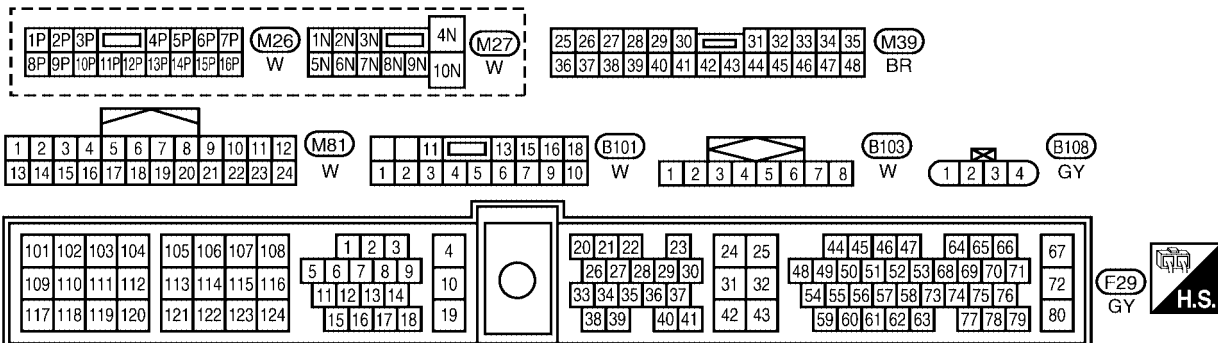 1P 2P 3P 4P 5P 6P 7P M26
8P 9P 10P 11P 12P 13P 14P 15P 16P W
1N 2N 3N 4N M27
5N 6N 7N 8N 9N 10N W
25 26 27 28 29 30 31 32 33 34 35 M39
36 37 38 39 40 41 42 43 44 45 46 47 48 BR
1 2 3 4 5 6 7 8 9 10 11 12 M81
13 14 15 16 17 18 19 20 21 22 23 24 W
11 13 15 16 18 B101
1 2 3 4 5 6 7 9 10 W
1 2 3 4 5 6 7 8 B103
W
1 2 3 4 B108
GY
101 102 103 104 105 106 107 108 1 2 3 4
5 6 7 8 9
109 110 111 112 113 114 115 116 10
11 12 13 14
117 118 119 120 121 122 123 124 15 16 17 18 19
20 21 22 23 24 25 44 45 46 47 64 65 66 67
26 27 28 29 30 48 49 50 51 52 53 68 69 70 71
31 32 72
33 34 35 36 37 54 55 56 57 58 73 74 75 76
38 39 40 41 42 43 59 60 61 62 63 77 78 79 80
F29
GY
H.S.